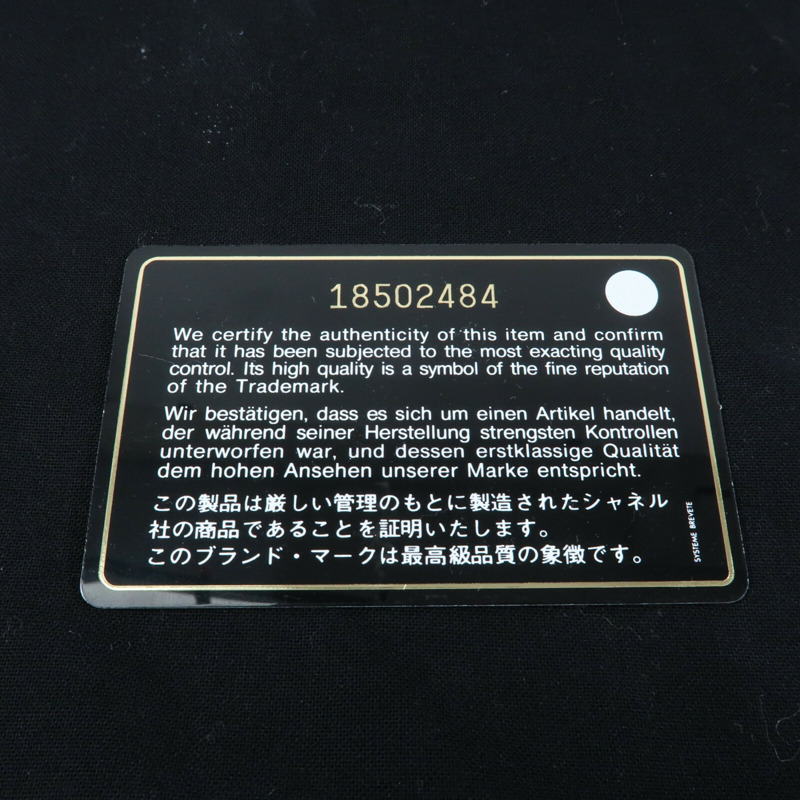 18502484
We certify the authenticity of this item and confirm
that it has been subjected to the most exacting quality
control. Its high quality is a symbol of the fine reputation
of the Trademark.
Wir bestätigen, dass es sich um einen Artikel handelt,
der während seiner Herstellung strengsten Kontrollen
unterworfen war, und dessen erstklassige Qualität
dem hohen Ansehen unserer Marke entspricht.
この製品は厳しい管理のもとに製造されたシャネル
社の商品であることを証明いたします。
このブランド・マークは最高級品質の象徴です。
SYSTEME BREVETE